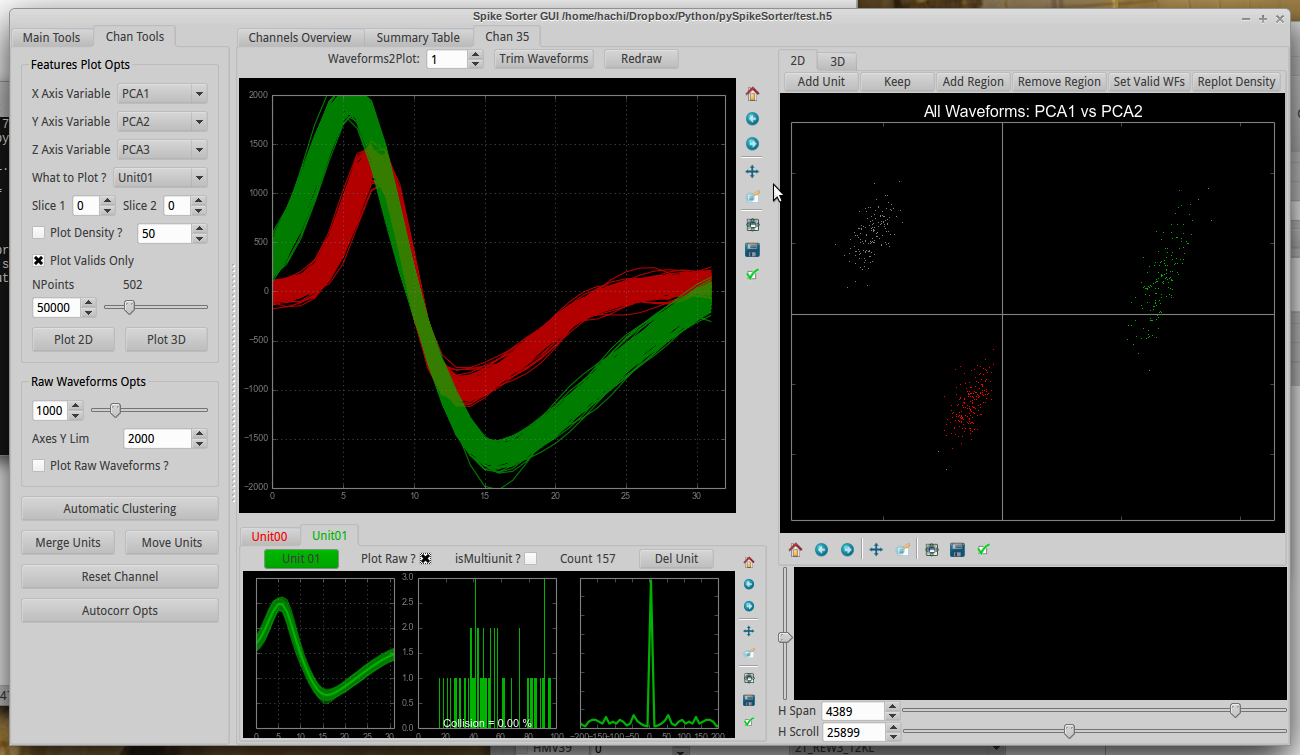 Spike Sorter GUI /home/hachi/Dropbox/Python/pySpikeSorter/test.h5
Main Tools
Chan Tools
Features Plot Opts
X Axis Variable PCA1
Y Axis Variable PCA2
Z Axis Variable PCA3
What to Plot ? Unit01
Slice 1 0 Slice 2 0
Plot Density ? 50
Plot Valids Only
NPoints 502
50000
Plot 2D Plot 3D
Raw Waveforms Opts
1000
Axes Y Lim 2000
Plot Raw Waveforms ?
Automatic Clustering
Merge Units Move Units
Reset Channel
Autocorr Opts
Channels Overview Summary Table Chan 35
Waveforms2Plot: 1 Trim Waveforms Redraw
2000
1500
1000
500
0
−500
−1000
−1500
−2000
0 5 10 15 20 25 30
Unit00 Unit01
Unit 01 Plot Raw ? isMultiunit ? Count 157 Del Unit
0 5 10 15 20 25 30
3.0
2.5
2.0
1.5
1.0
0.5
0.0
Collision = 0.00 %
0 20 40 60 80 100
−200−150−100−50 0 50 100 150 200
2D 3D
Add Unit Keep Add Region Remove Region Set Valid WFs Replot Density
All Waveforms: PCA1 vs PCA2
H Span 4389
H Scroll 25899
HMV39 0